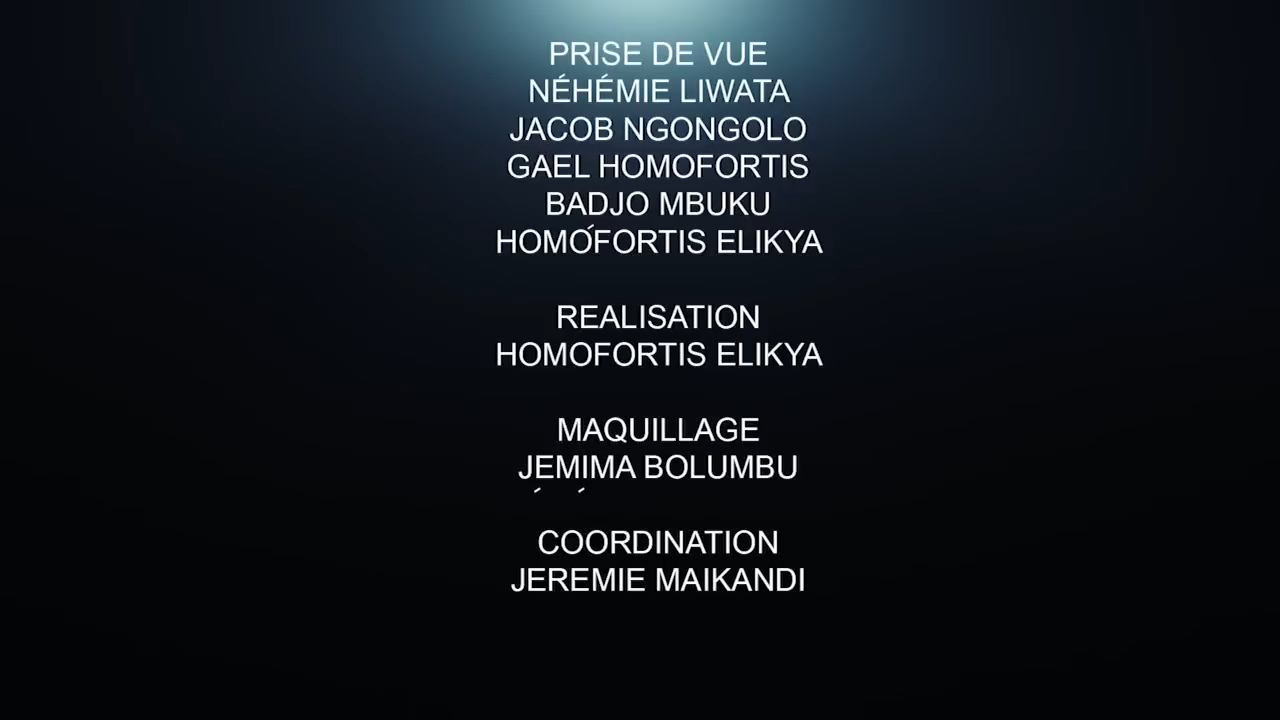 PRISE DE VUE
NÉHÉMIE LIWATA
JACOB NGONGOLO
GAEL HOMOFORTIS
BADJO MBUKU
HOMOFORTIS ELIKYA
REALISATION
HOMOFORTIS ELIKYA
MAQUILLAGE
JEMIMA BOLUMBU
COORDINATION
JEREMIE MAIKANDI